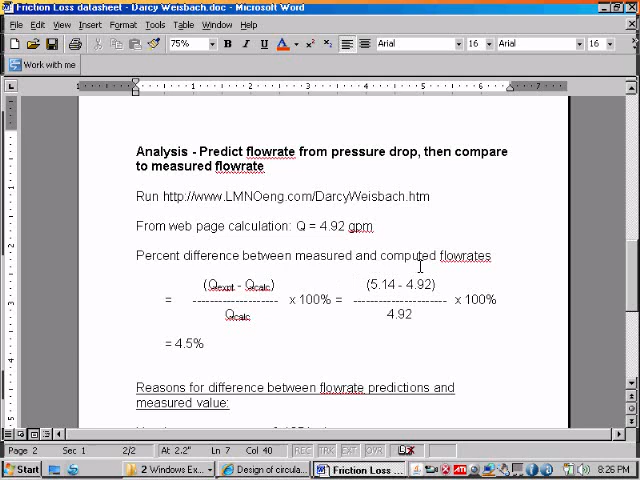 Friction Loss datasheet - Darcy Weisbach.doc - Microsoft Word
File Edit View Insert Format Tools Table Window Help
75% B I U A Arial 16 Arial 16
Work with me
Analysis - Predict flowrate from pressure drop, then compare
to measured flowrate
Run http://www.LMNOeng.com/DarcyWeisbach.htm
From web page calculation: Q = 4.92 gpm
Percent difference between measured and computed flowrates
(Qexpt - Qcalc) (5.14 - 4.92)
= -------------------- x 100% = ---------------------- x 100%
Qcalc 4.92
= 4.5%
Reasons for difference between flowrate predictions and
measured value:
Page 2 Sec 1 2/2 At 2.2" Ln 7 Col 40 REC TRK EXT OVR
Start 2 Windows Ex... Design of circula... Friction Loss ... ATI 8:26 PM